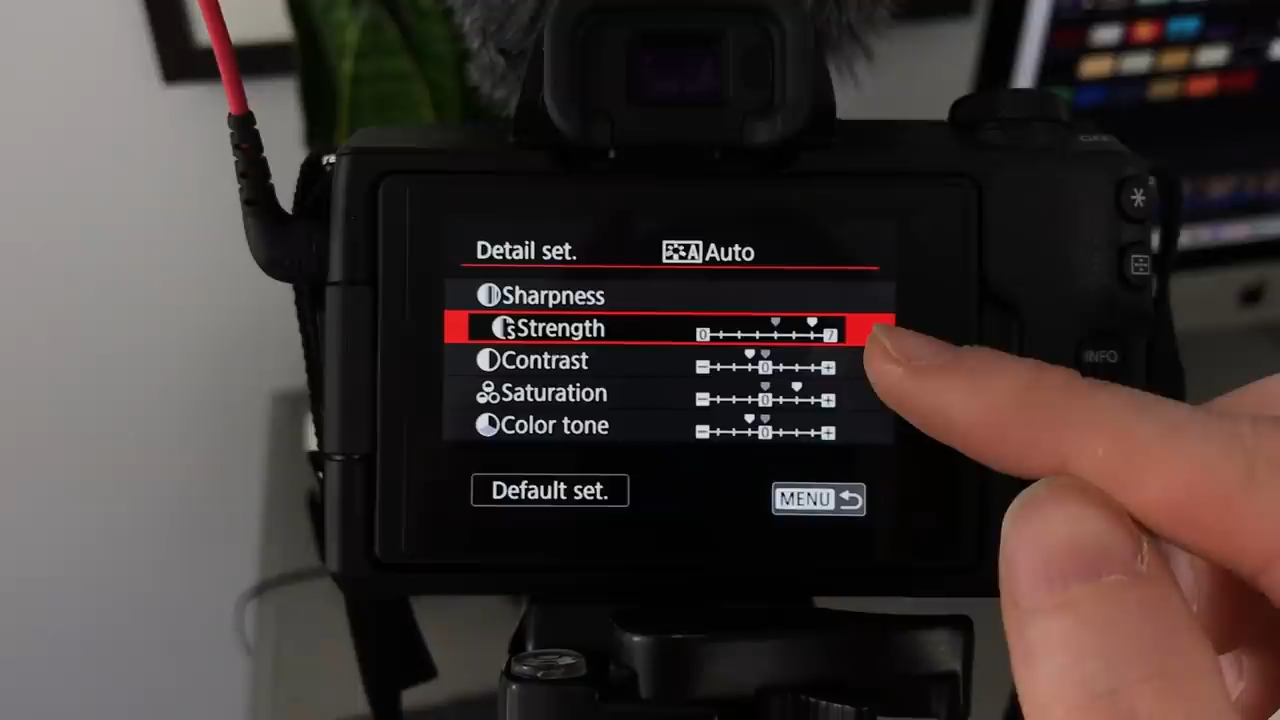 Detail set. A Auto
Sharpness
S Strength 0 7
Contrast 0
Saturation 0
Color tone 0
Default set. MENU
INFO